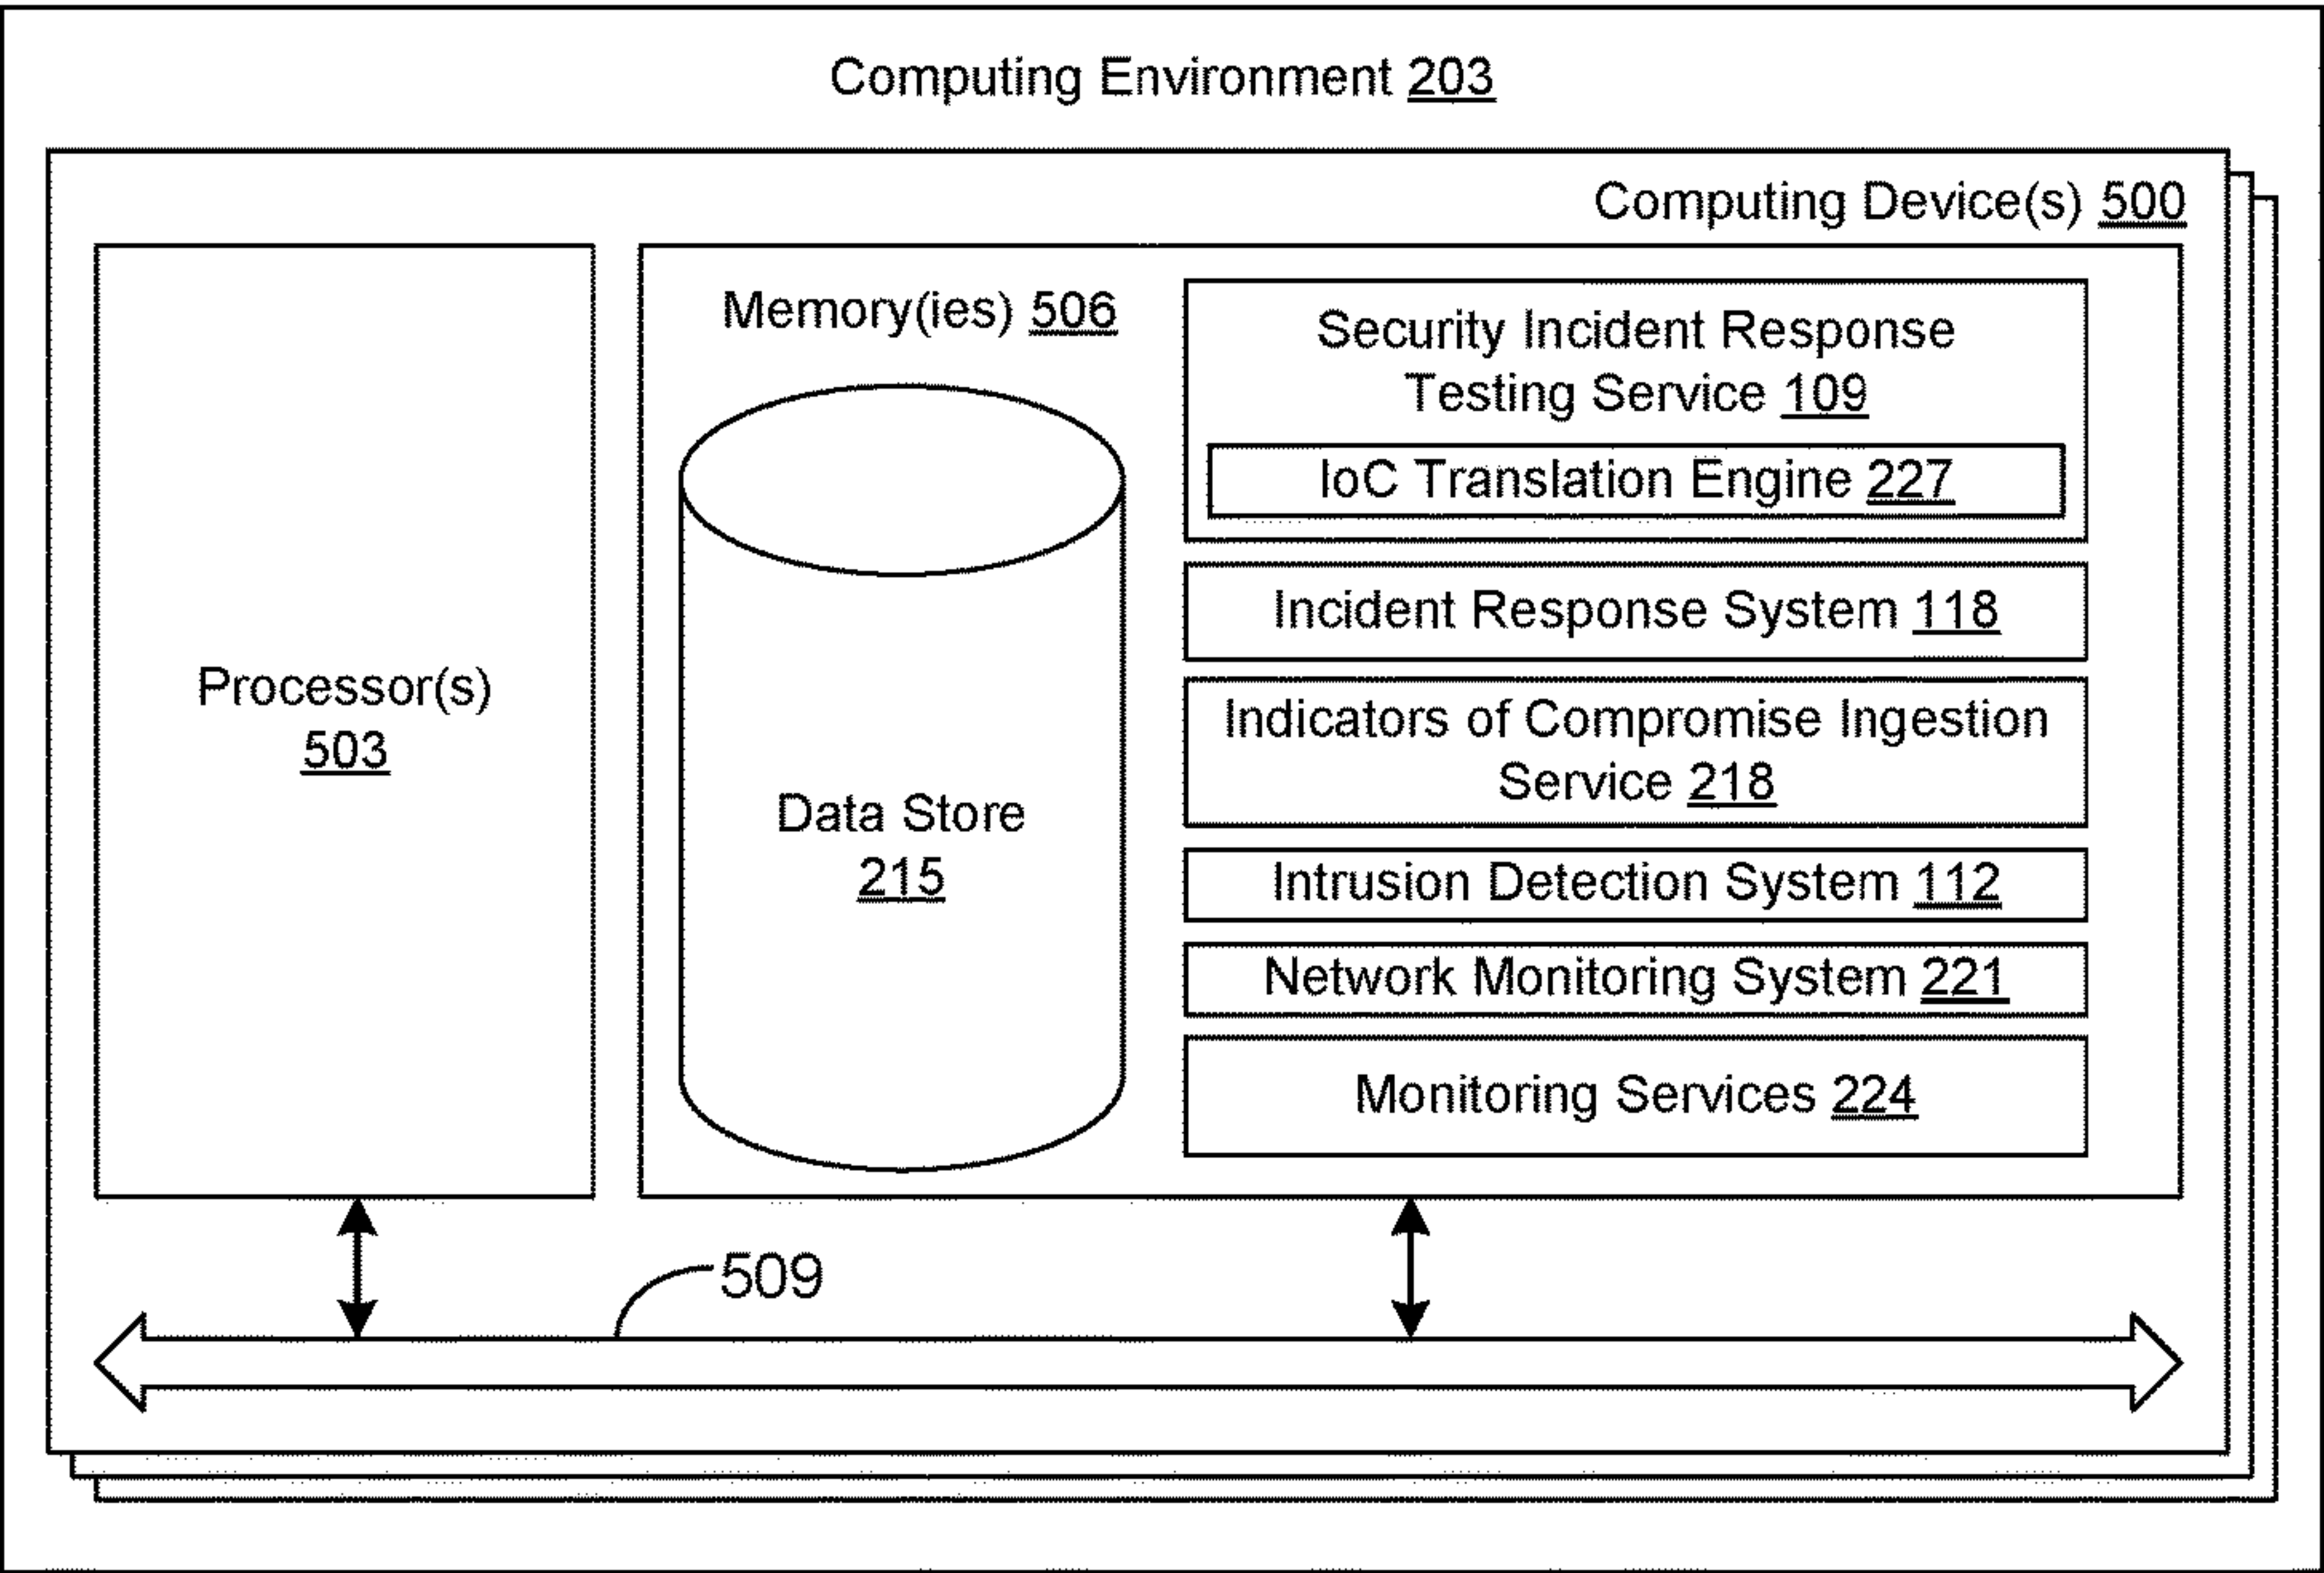 Computing Environment 203
Computing Device(s) 500
Processor(s)
503
Memory(ies) 506
Data Store
215
Security Incident Response
Testing Service 109
IoC Translation Engine 227
Incident Response System 118
Indicators of Compromise Ingestion
Service 218
Intrusion Detection System 112
Network Monitoring System 221
Monitoring Services 224
509